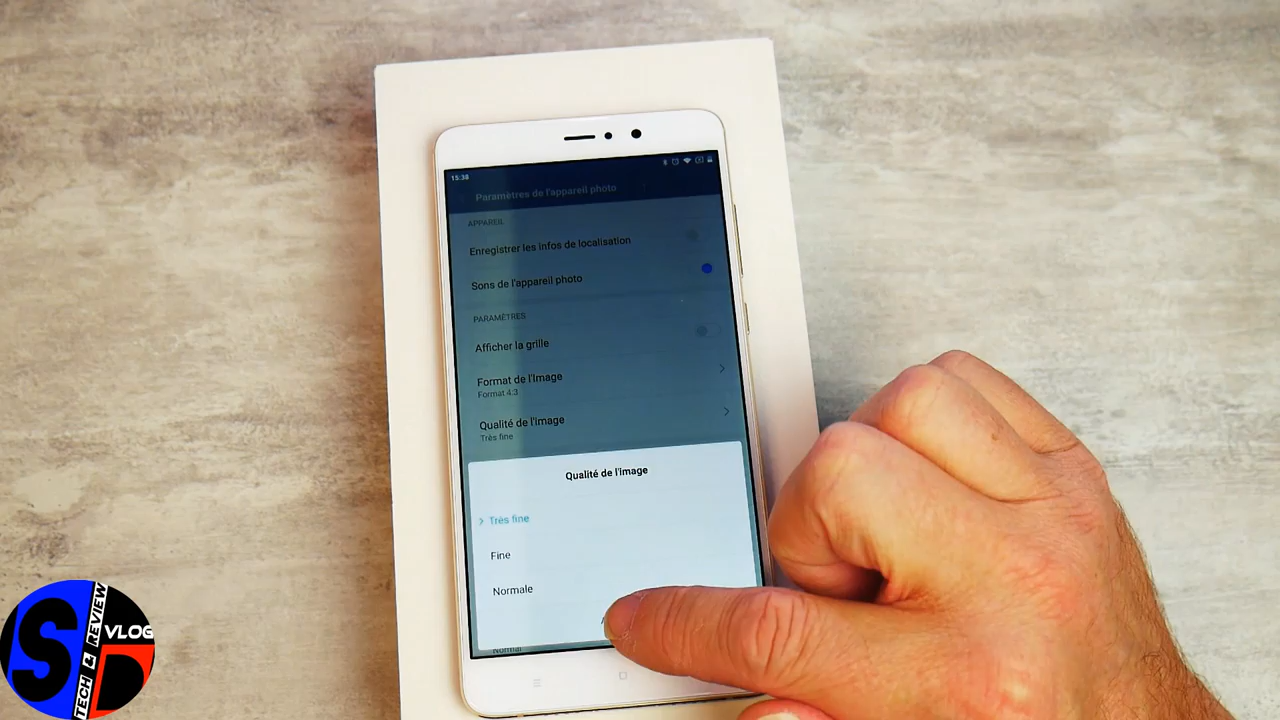 15:38
Paramètres de l'appareil photo
APPAREIL
Enregistrer les infos de localisation
Sons de l'appareil photo
PARAMÈTRES
Afficher la grille
Format de l'image
Format 4:3
Qualité de l'image
Très fine
Qualité de l'image
Très fine
Fine
Normale
Normal
SD
TECH & REVIEW
VLOG